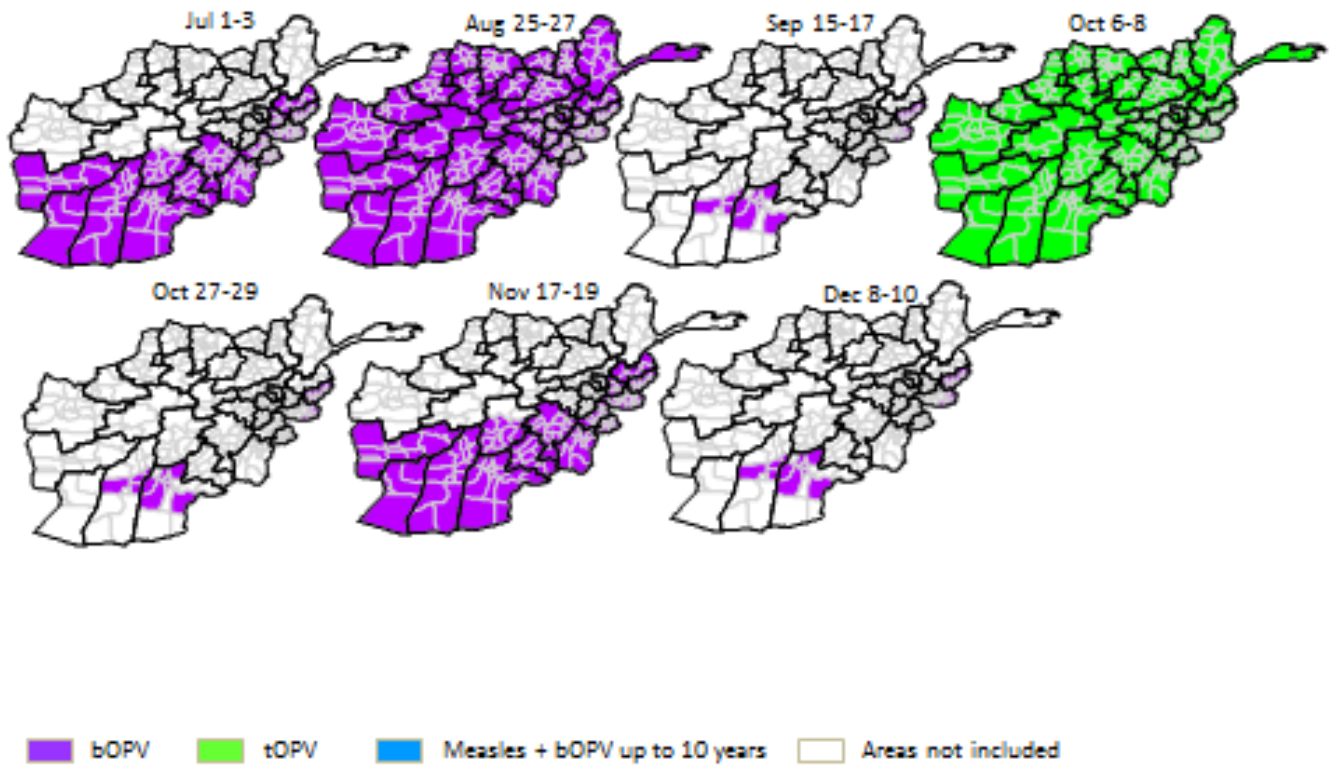 Jul 1-3
Aug 25-27
Sep 15-17
Oct 6-8
Oct 27-29
Nov 17-19
Dec 8-10
bOPV
tOPV
Measles + bOPV up to 10 years
Areas not included